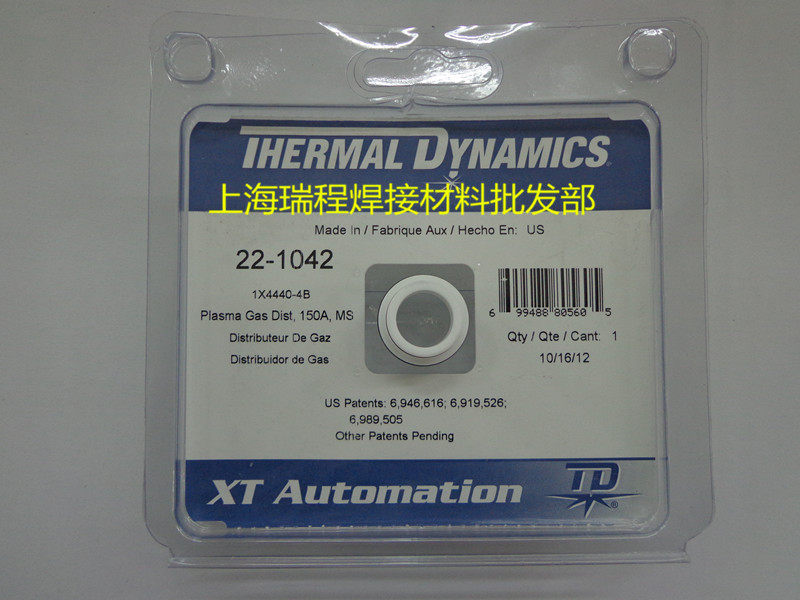 THERMAL DYNAMICS®
上海瑞程焊接材料批发部
Made In / Fabrique Aux / Hecho En: US
22-1042
1X4440-4B
Plasma Gas Dist, 150A, MS
Distributeur De Gaz
Distribuidor de Gas
6 99488 80560 5
Qty / Qte / Cant: 1
10/16/12
US Patents: 6,946,616; 6,919,526;
6,989,505
Other Patents Pending
XT Automation
TD®